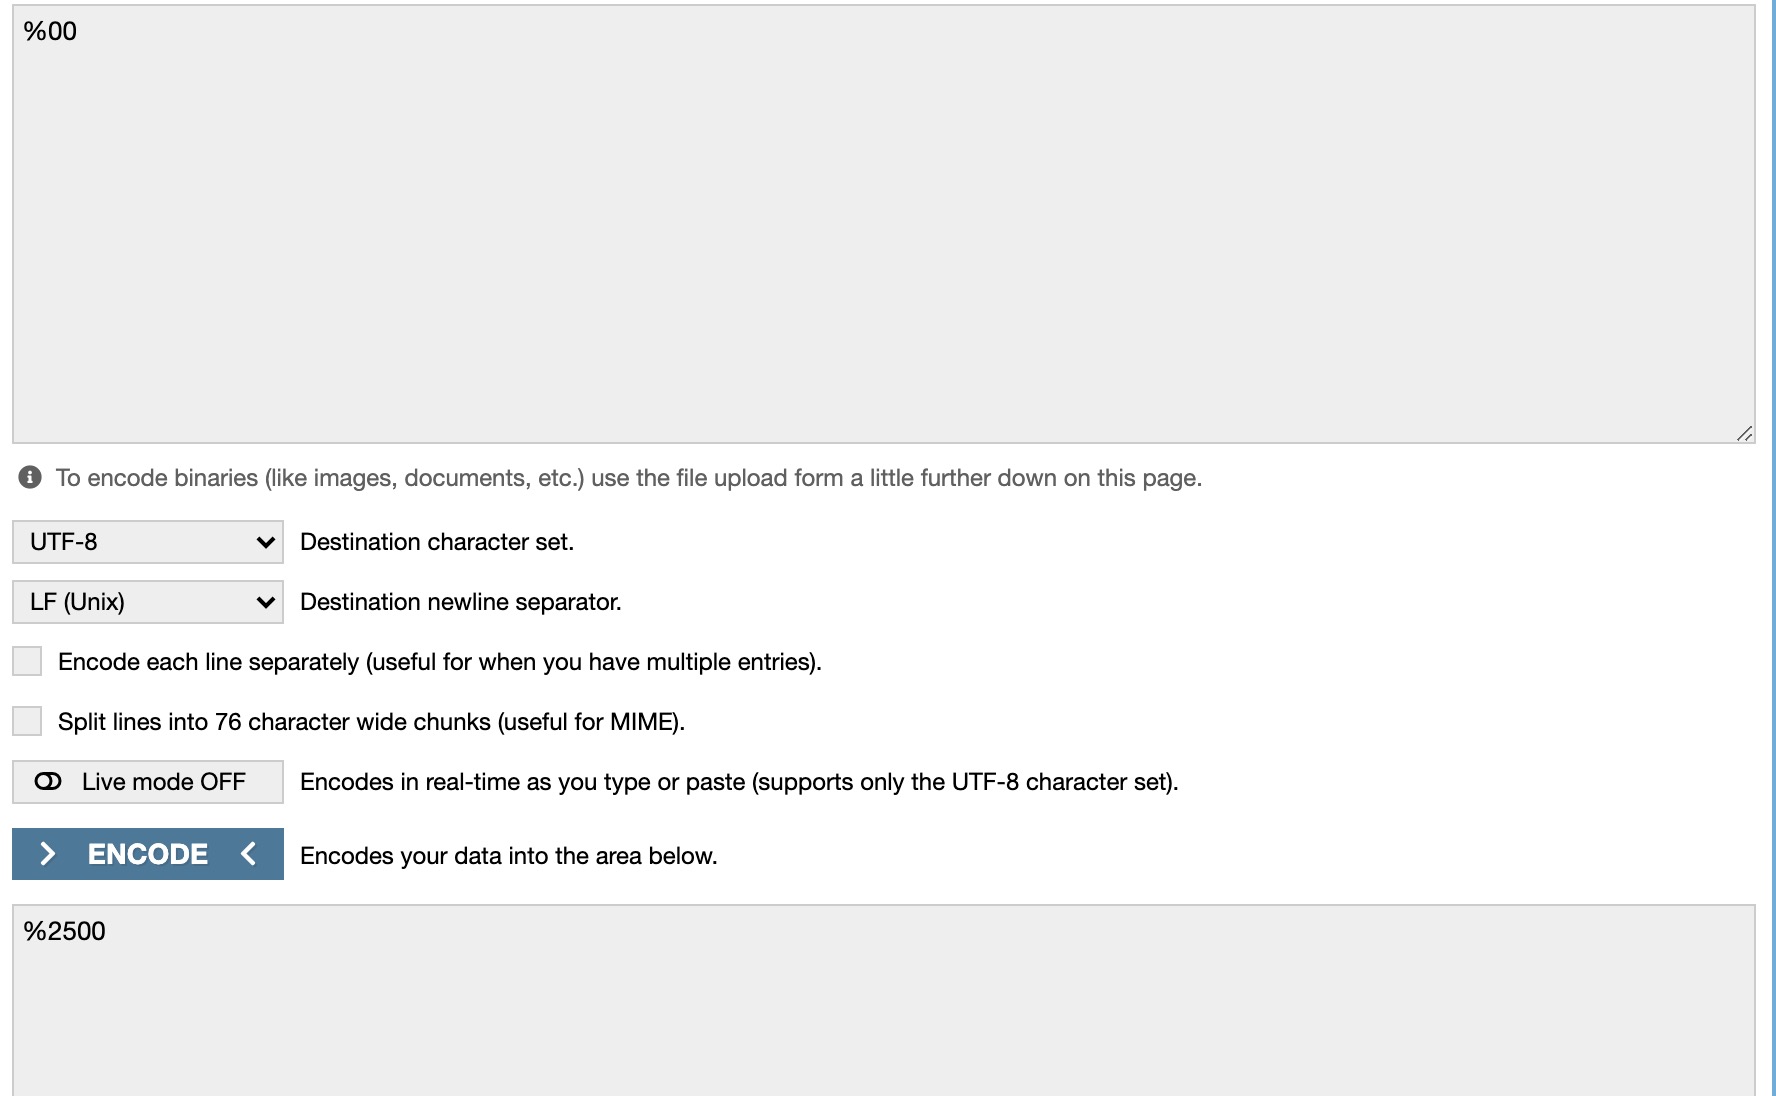 %00
To encode binaries (like images, documents, etc.) use the file upload form a little further down on this page.
UTF-8 Destination character set.
LF (Unix) Destination newline separator.
Encode each line separately (useful for when you have multiple entries).
Split lines into 76 character wide chunks (useful for MIME).
Live mode OFF Encodes in real-time as you type or paste (supports only the UTF-8 character set).
> ENCODE < Encodes your data into the area below.
%2500